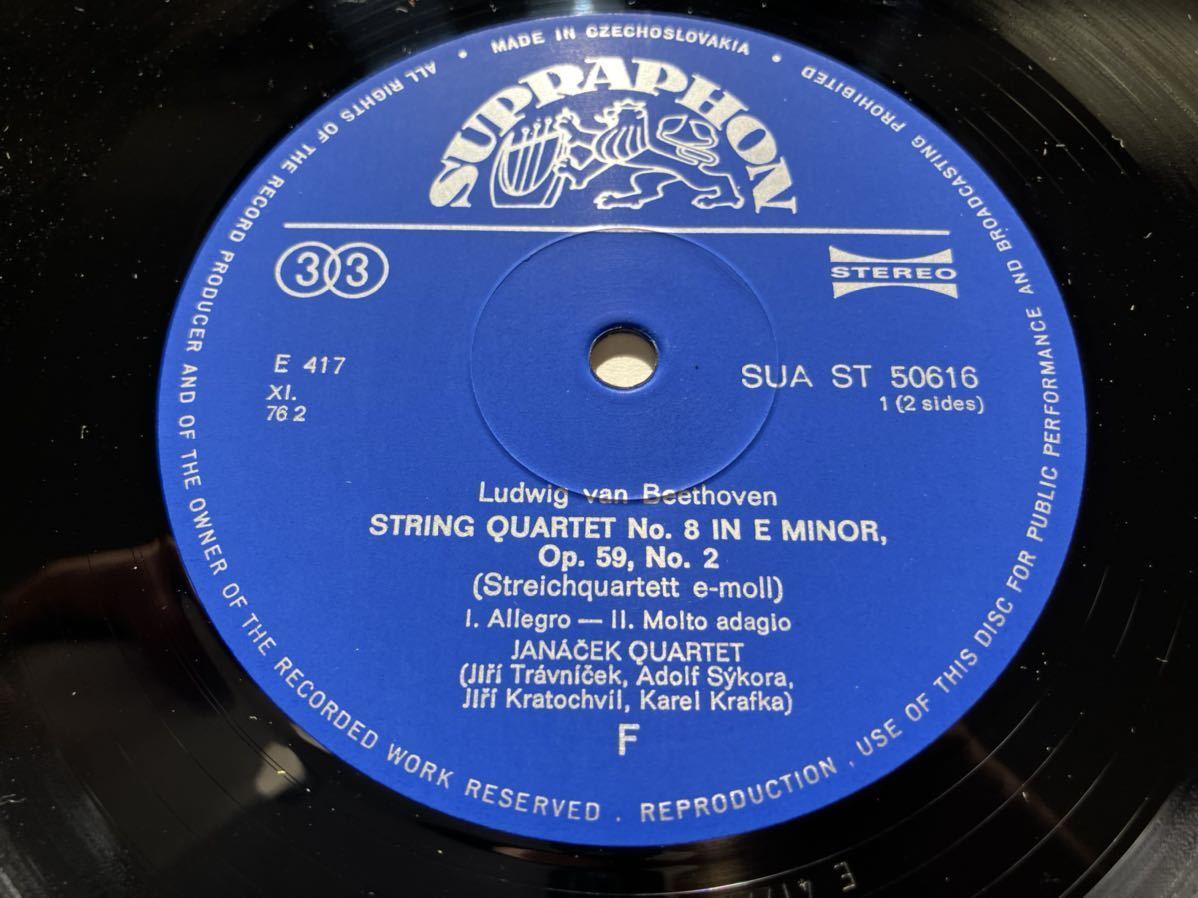 MADE IN CZECHOSLOVAKIA
SUPRAPHON
33
STEREO
E 417
XI.
76 2
SUA ST 50616
1 (2 sides)
Ludwig van Beethoven
STRING QUARTET No. 8 IN E MINOR,
Op. 59, No. 2
(Streichquartett e-moll)
I. Allegro — II. Molto adagio
JANÁČEK QUARTET
(Jiří Trávníček, Adolf Sýkora,
Jiří Kratochvíl, Karel Krafka)
F
ALL RIGHTS OF THE RECORD PRODUCER AND OF THE OWNER OF THE RECORDED WORK RESERVED . REPRODUCTION . USE OF THIS DISC FOR PUBLIC PERFORMANCE AND BROADCASTING PROHIBITED